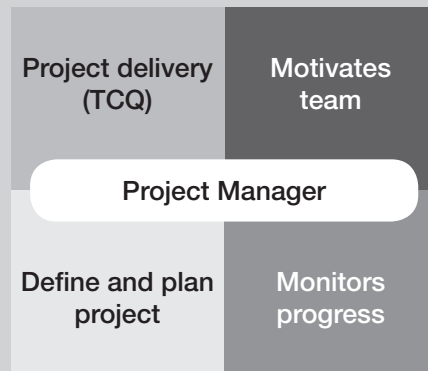 Project delivery
(TCQ)
Motivates
team
Project Manager
Define and plan
project
Monitors
progress